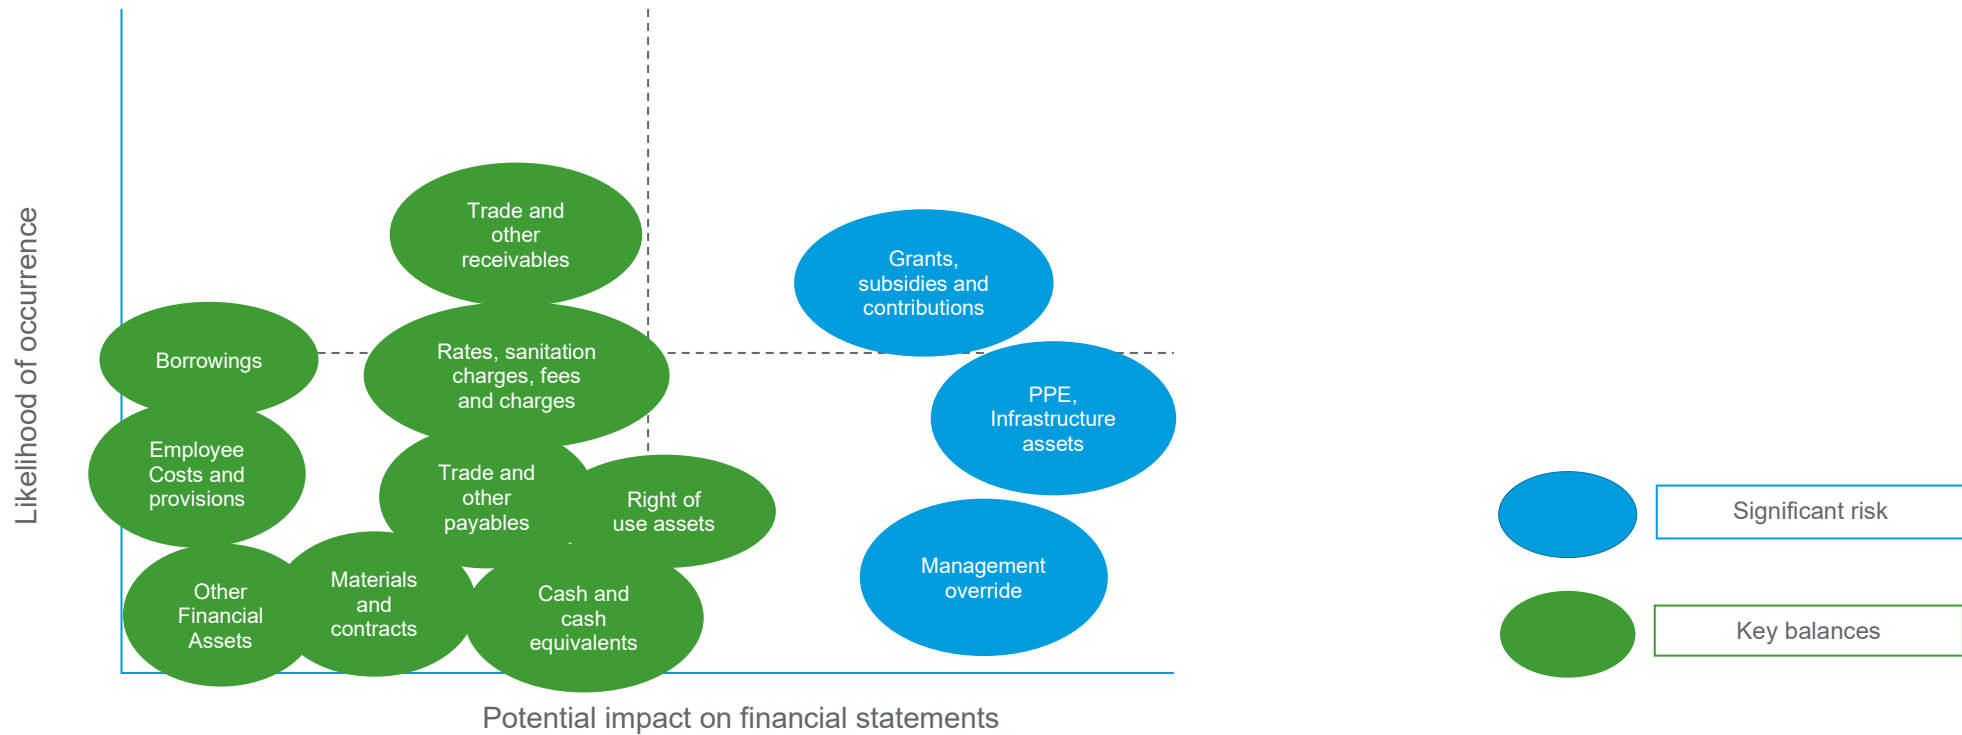 Likelihood of occurrence
Trade and
other
receivables
Grants,
subsidies and
contributions
Borrowings
Rates, sanitation
charges, fees
and charges
PPE,
Infrastructure
assets
Employee
Costs and
provisions
Trade and
other
payables
Right of
use assets
Significant risk
Other
Financial
Assets
Materials
and
contracts
Cash and
cash
equivalents
Management
override
Key balances
Potential impact on financial statements